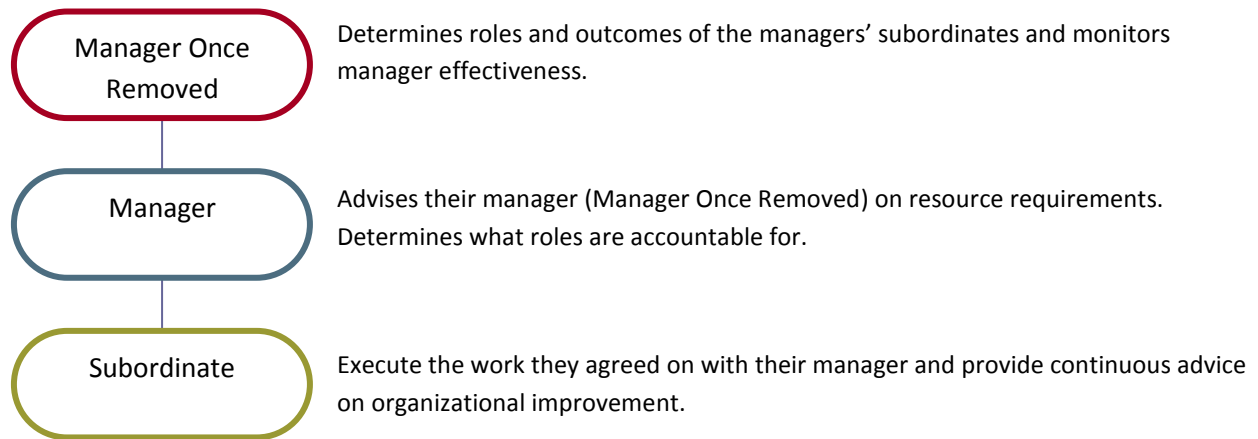 Manager Once
Removed
Determines roles and outcomes of the managers’ subordinates and monitors
manager effectiveness.
Manager
Advises their manager (Manager Once Removed) on resource requirements.
Determines what roles are accountable for.
Subordinate
Execute the work they agreed on with their manager and provide continuous advice
on organizational improvement.